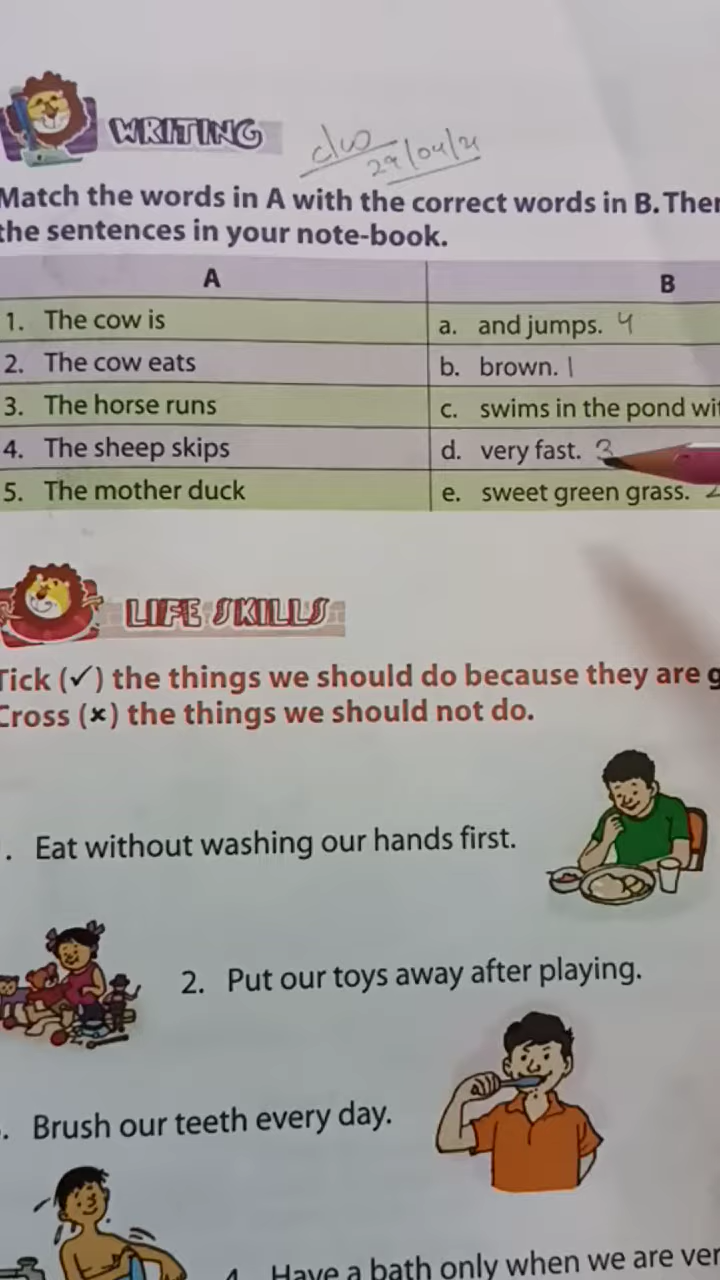 WRITING
c/w
29/04/21
Match the words in A with the correct words in B. Then
the sentences in your note-book.
A B
1. The cow is a. and jumps. 4
2. The cow eats b. brown. 1
3. The horse runs c. swims in the pond
4. The sheep skips d. very fast. 3
5. The mother duck e. sweet green grass. 2
LIFE SKILLS
Tick (✓) the things we should do because they are
Cross (×) the things we should not do.
. Eat without washing our hands first.
2. Put our toys away after playing.
. Brush our teeth every day.
4. Have a bath only when we are